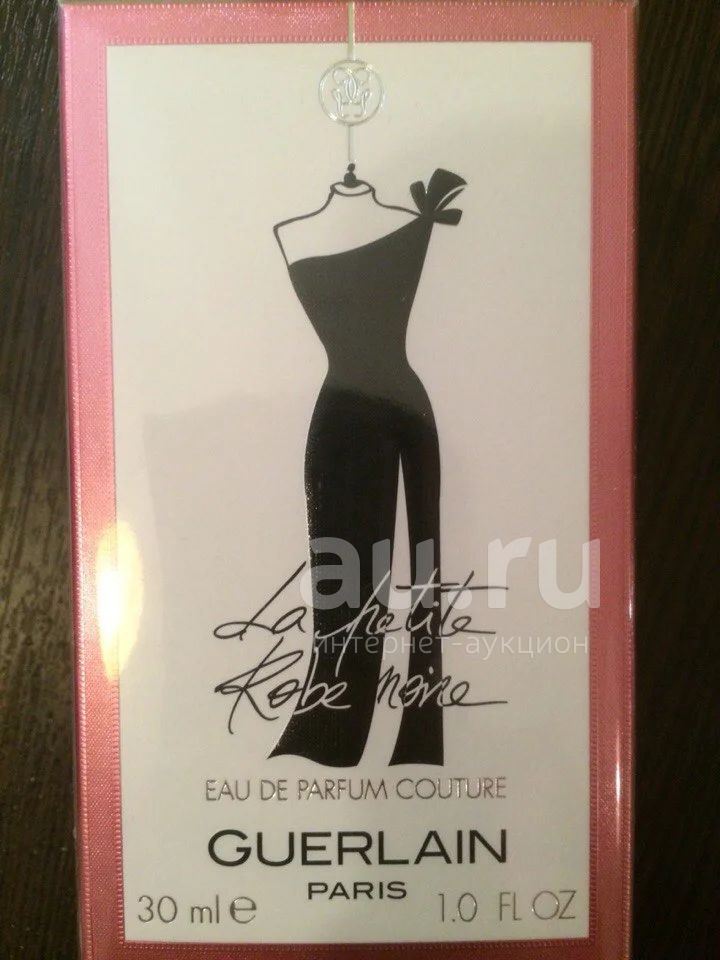 au.ru
интернет-аукцион
La petite
Robe noire
EAU DE PARFUM COUTURE
GUERLAIN
PARIS
30 ml e 1.0 FL OZ